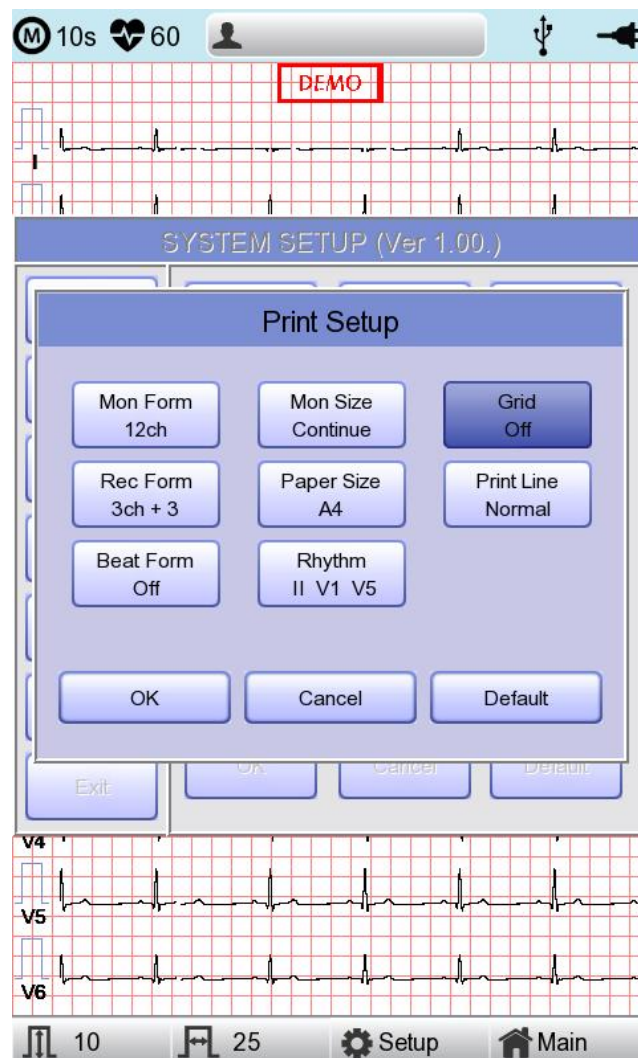 M 10s 60
DEMO
I
SYSTEM SETUP (Ver 1.00.)
Print Setup
Mon Form
12ch
Mon Size
Continue
Grid
Off
Rec Form
3ch + 3
Paper Size
A4
Print Line
Normal
Beat Form
Off
Rhythm
II V1 V5
OK Cancel Default
Exit OK Cancel Default
V4
V5
V6
10 25 Setup Main